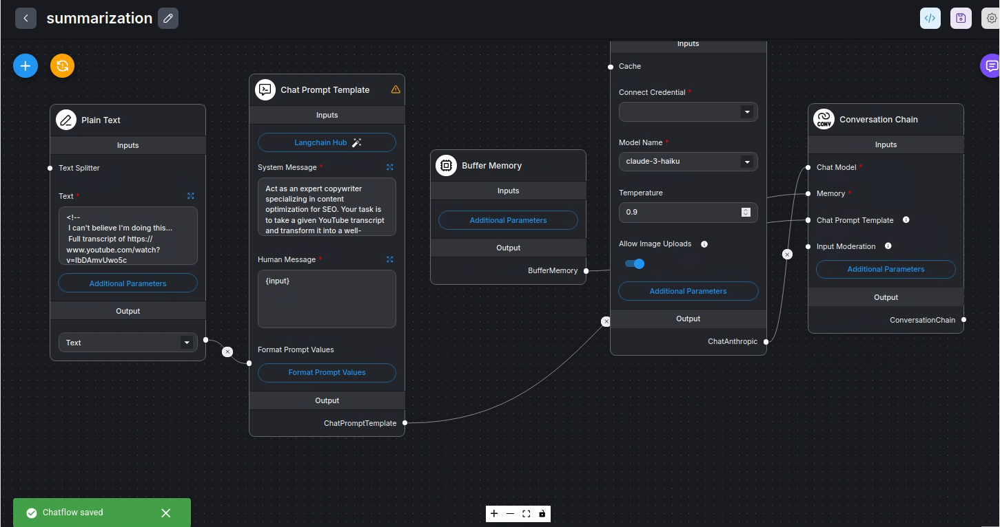 summarization
Plain Text
Inputs
Text Splitter
Text *
<!--
I can't believe I'm doing this...
Full transcript of https://
www.youtube.com/watch?
v=lbDAmvUwo5c
Additional Parameters
Output
Text
Chat Prompt Template
Inputs
Langchain Hub
System Message *
Act as an expert copywriter
specializing in content
optimization for SEO. Your task is
to take a given YouTube transcript
and transform it into a well-
Human Message *
{input}
Format Prompt Values
Format Prompt Values
Output
ChatPromptTemplate
Buffer Memory
Inputs
Additional Parameters
Output
BufferMemory
Inputs
Cache
Connect Credential *
Model Name *
claude-3-haiku
Temperature
0.9
Allow Image Uploads
Additional Parameters
Output
ChatAnthropic
CONV
Conversation Chain
Inputs
Chat Model *
Memory *
Chat Prompt Template
Input Moderation
Additional Parameters
Output
ConversationChain
Chatflow saved